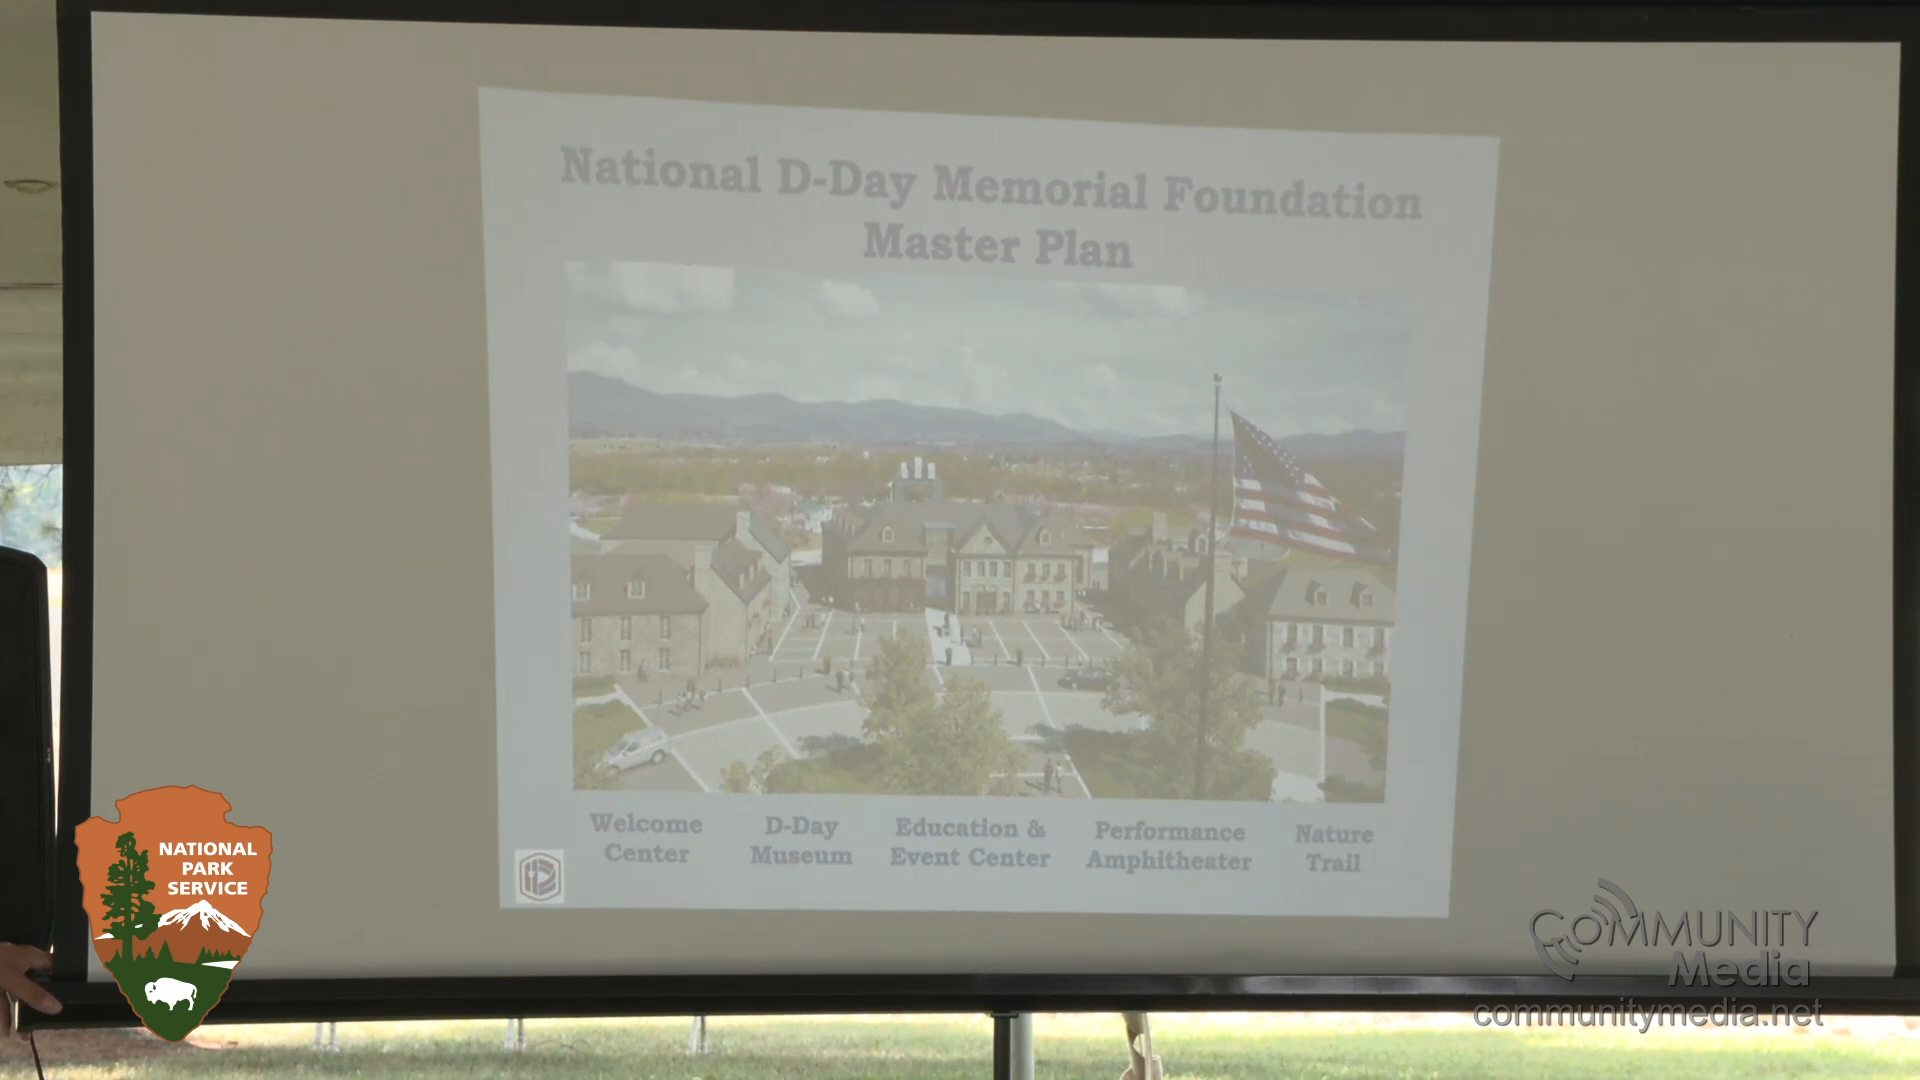 National D-Day Memorial Foundation
Master Plan
Welcome
Center
D-Day
Museum
Education &
Event Center
Performance
Amphitheater
Nature
Trail
NATIONAL
PARK
SERVICE
COMMUNITY
Media
communitymedia.net